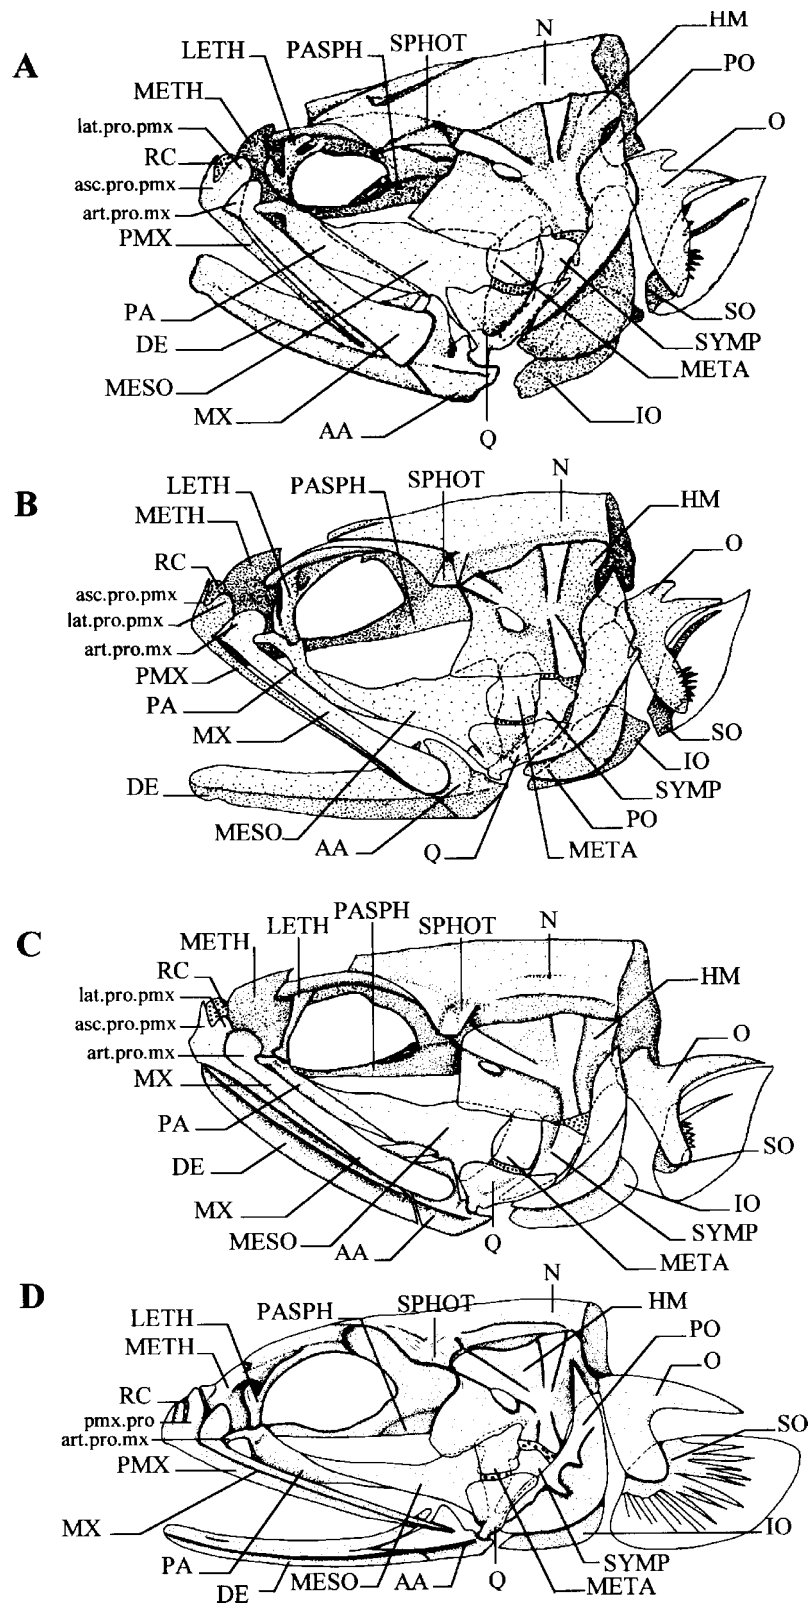 A
LETH
PASPH
SPHOT
N
HM
PO
METH
lat.pro.pmx
O
RC
asc.pro.pmx
art.pro.mx
PMX
PA
DE
MESO
MX
AA
Q
IO
META
SYMP
SO
B
LETH
PASPH
SPHOT
N
HM
METH
O
RC
asc.pro.pmx
lat.pro.pmx
art.pro.mx
PMX
PA
MX
SO
IO
DE
SYMP
MESO
PO
AA
Q
META
C
METH
LETH
PASPH
SPHOT
N
RC
HM
lat.pro.pmx
asc.pro.pmx
O
art.pro.mx
MX
PA
SO
DE
MX
IO
MESO
SYMP
AA
Q
META
D
N
LETH
PASPH
SPHOT
HM
METH
PO
O
RC
pmx.pro
SO
art.pro.mx
PMX
MX
IO
PA
SYMP
DE
MESO
AA
Q
META